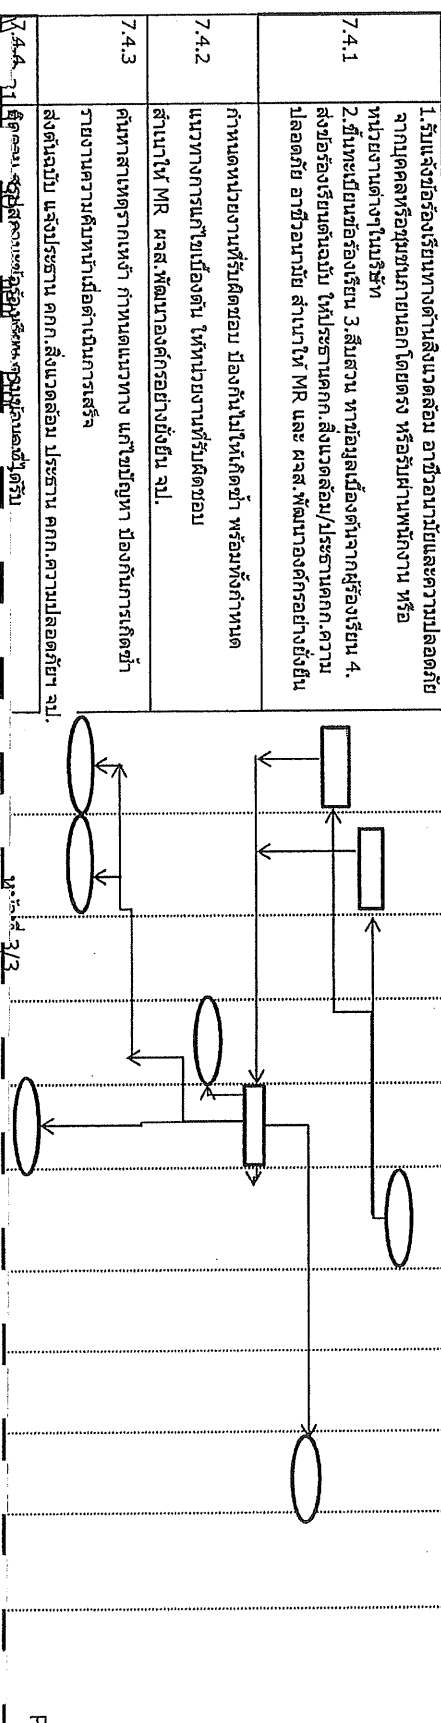 7.4.1
1.รับแจ้งข้อร้องเรียนทางด้านสิ่งแวดล้อม อาชีวอนามัยและความปลอดภัย
จากบุคคลหรือชุมชนภายนอกโดยตรง หรือรับผ่านพนักงาน หรือ
หน่วยงานต่างๆในบริษัท
2.ขึ้นทะเบียนข้อร้องเรียน 3.สืบสวน หาข้อมูลเบื้องต้นจากผู้ร้องเรียน 4.
ส่งข้อร้องเรียนต้นฉบับ ให้ประธานคกก.สิ่งแวดล้อม/ประธานคกก.ความ
ปลอดภัย อาชีวอนามัย สำเนาให้ MR และ ผจส.พัฒนาองค์กรอย่างยั่งยืน
7.4.2
กำหนดหน่วยงานที่รับผิดชอบ ป้องกันไม่ให้เกิดซ้ำ พร้อมทั้งกำหนด
แนวทางการแก้ไขเบื้องต้น ให้หน่วยงานที่รับผิดชอบ
สำเนาให้ MR ผจส.พัฒนาองค์กรอย่างยั่งยืน จป.
7.4.3
ค้นหาสาเหตุรากเหง้า กำหนดแนวทาง แก้ไขปัญหา ป้องกันการเกิดซ้ำ
รายงานความคืบหน้าเมื่อดำเนินการเสร็จ
ส่งต้นฉบับ แจ้งประธาน คกก.สิ่งแวดล้อม ประธาน คกก.ความปลอดภัยฯ จป.
7.4.4
3/3